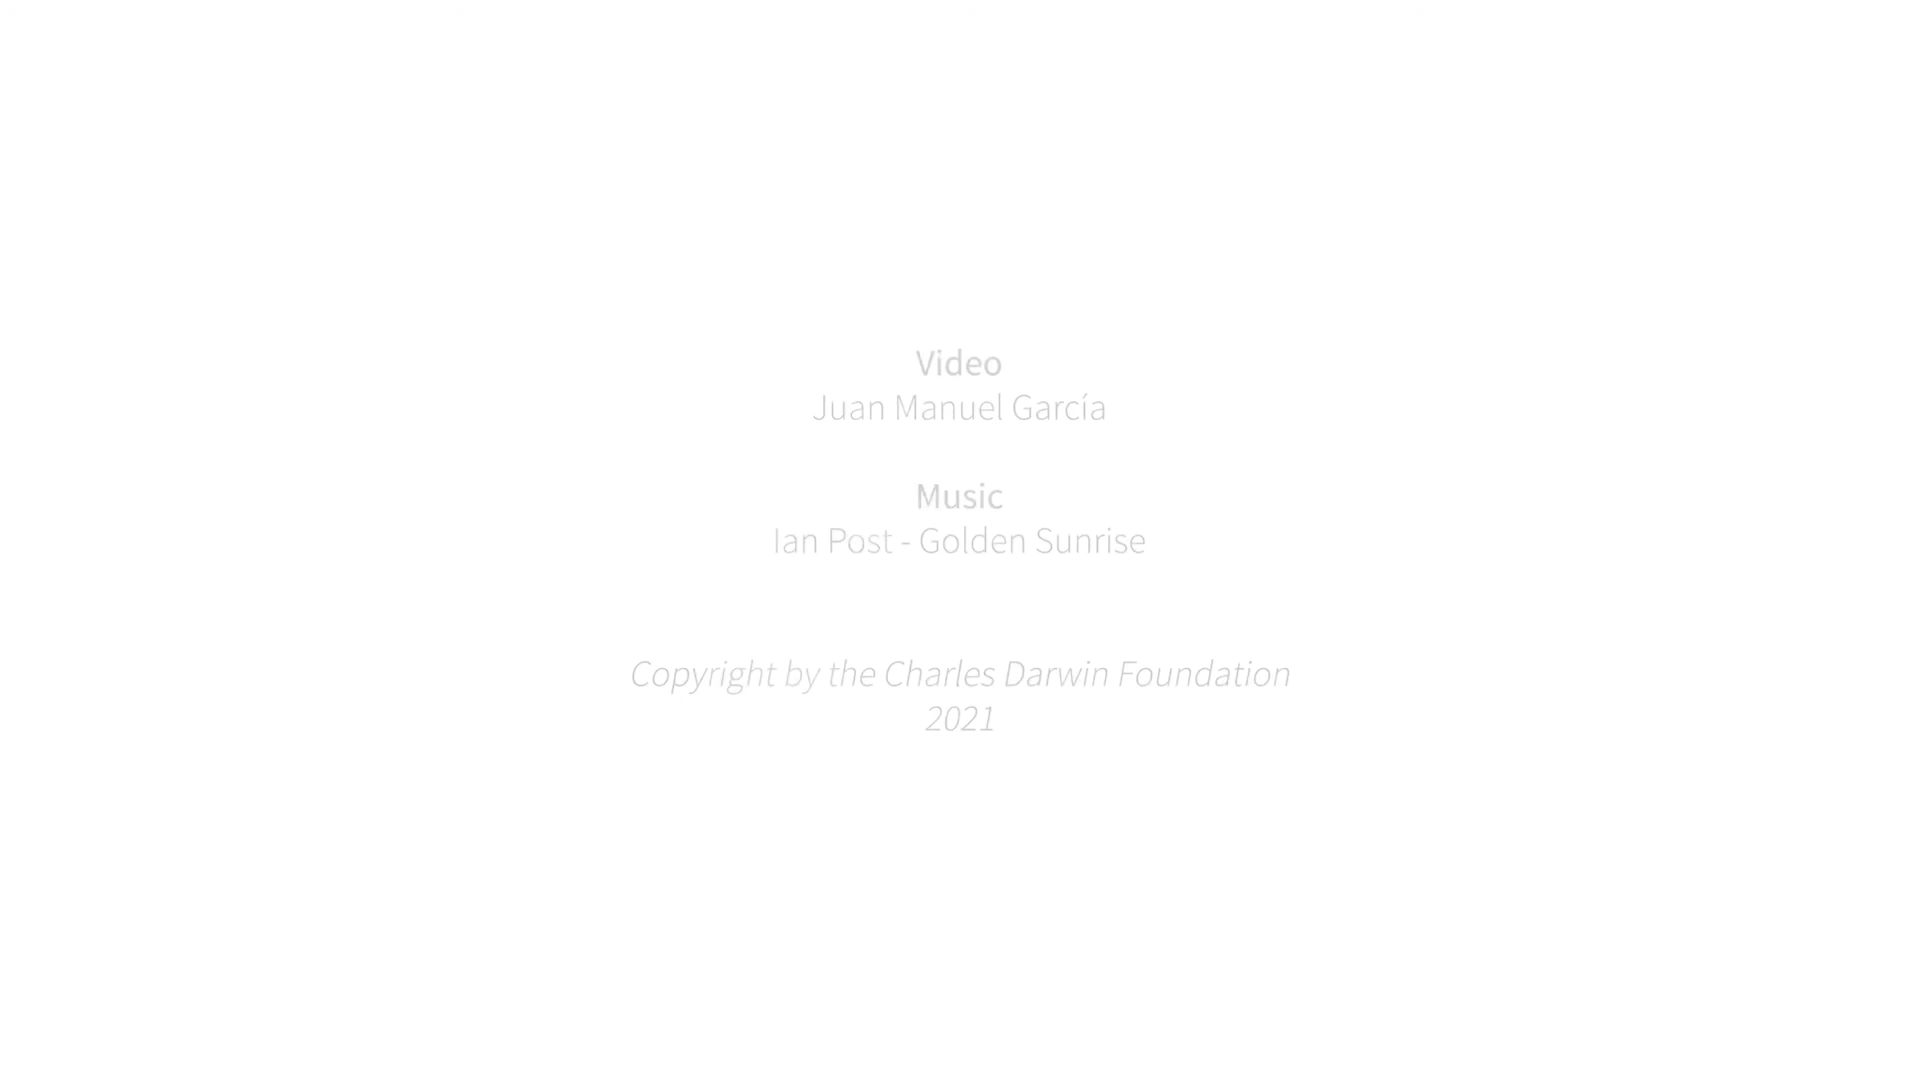 Video
Juan Manuel García
Music
Ian Post - Golden Sunrise
Copyright by the Charles Darwin Foundation
2021